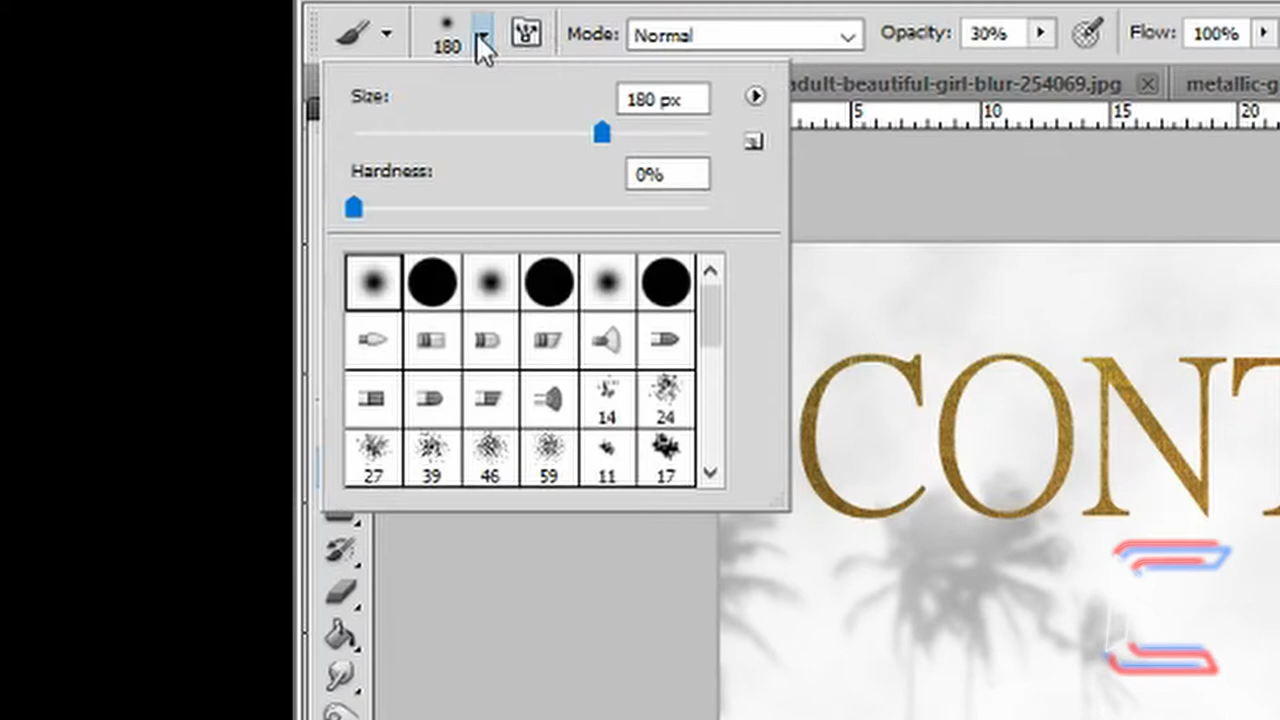 180
Mode: Normal Opacity: 30% Flow: 100%
Size: 180 px
adult-beautiful-girl-blur-254069.jpg metallic-g
5 10 15 20
Hardness: 0%
14 24
27 39 46 59 11 17
CONT